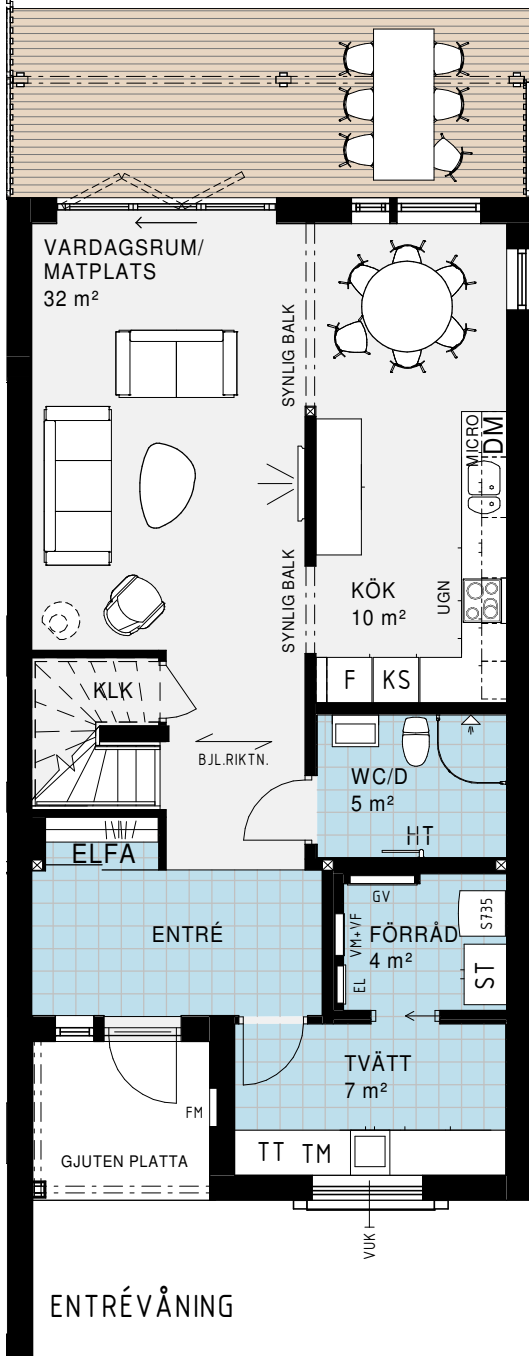 VARDAGSRUM/
MATPLATS
32 m²
SYNLIG BALK
MICRO
DM
SYNLIG BALK
KÖK
10 m²
UGN
F
KS
KLK
BJL.RIKTN.
WC/D
5 m²
HT
ELFA
GV
ENTRÉ
VM+VF
FÖRRÅD
4 m²
S735
EL
ST
TVÄTT
7 m²
FM
GJUTEN PLATTA
TT
TM
VUK
ENTRÉVÅNING